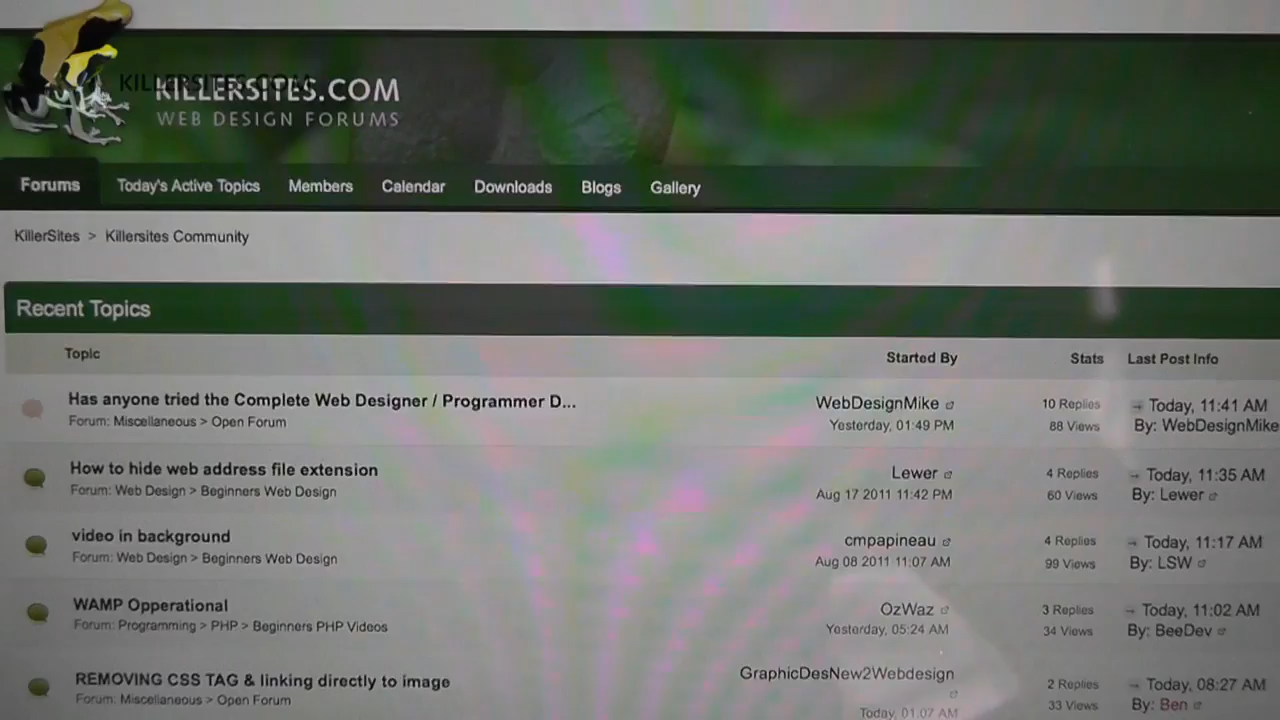 KILLERSITES.COM
KILLERSITES.COM
WEB DESIGN FORUMS
Forums Today's Active Topics Members Calendar Downloads Blogs Gallery
KillerSites > Killersites Community
Recent Topics
Topic Started By Stats Last Post Info
Has anyone tried the Complete Web Designer / Programmer D... WebDesignMike 10 Replies Today, 11:41 AM
Forum: Miscellaneous > Open Forum Yesterday, 01:49 PM 88 Views By: WebDesignMike
How to hide web address file extension Lewer 4 Replies Today, 11:35 AM
Forum: Web Design > Beginners Web Design Aug 17 2011 11:42 PM 60 Views By: Lewer
video in background cmpapineau 4 Replies Today, 11:17 AM
Forum: Web Design > Beginners Web Design Aug 08 2011 11:07 AM 99 Views By: LSW
WAMP Opperational OzWaz 3 Replies Today, 11:02 AM
Forum: Programming > PHP > Beginners PHP Videos Yesterday, 05:24 AM 34 Views By: BeeDev
REMOVING CSS TAG & linking directly to image GraphicDesNew2Webdesign 2 Replies Today, 08:27 AM
Forum: Miscellaneous > Open Forum Today, 01:07 AM 33 Views By: Ben